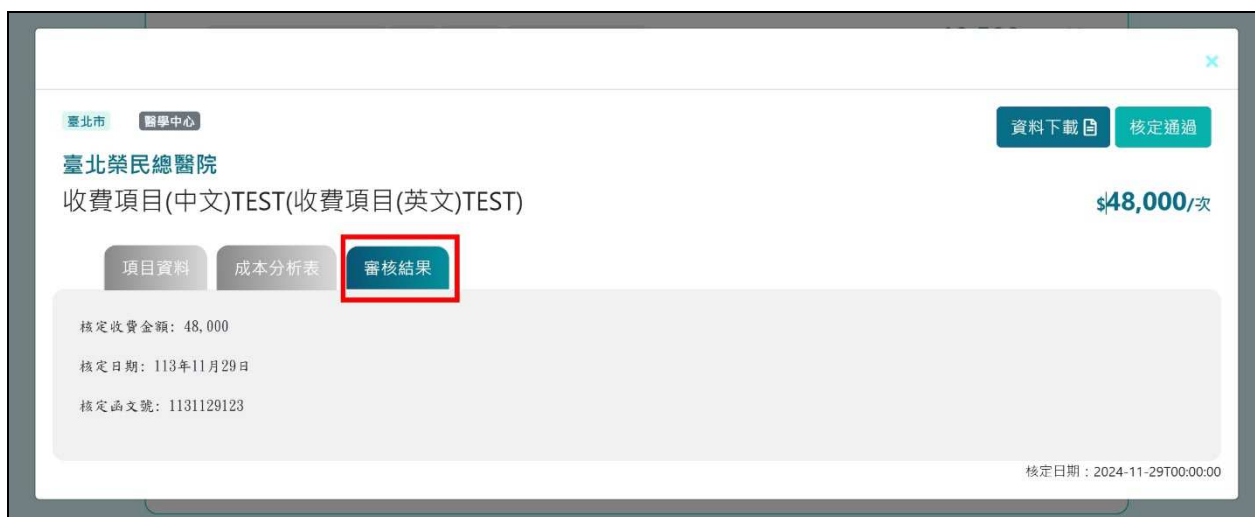 臺北市 醫學中心
資料下載 核定通過
臺北榮民總醫院
收費項目(中文)TEST(收費項目(英文)TEST)
$48,000/次
項目資料 成本分析表 審核結果
核定收費金額: 48,000
核定日期: 113年11月29日
核定函文號: 1131129123
核定日期：2024-11-29T00:00:00